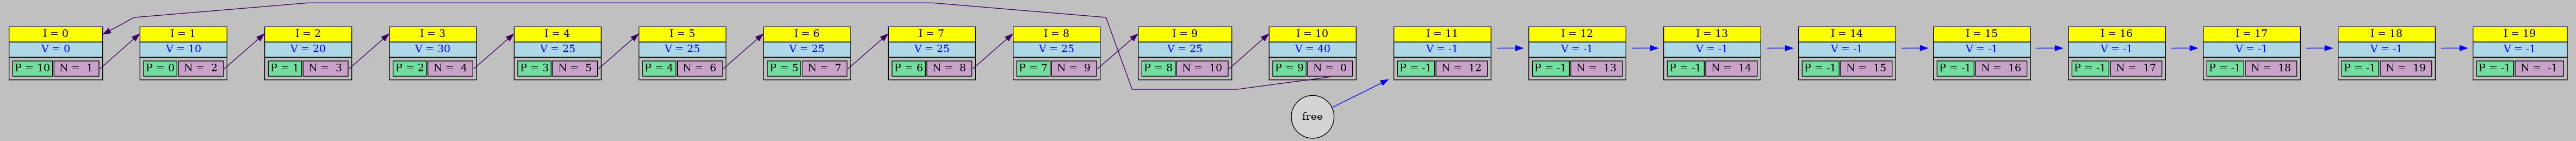 I = 0
V = 0
P = 10 N = 1
I = 1
V = 10
P = 0 N = 2
I = 2
V = 20
P = 1 N = 3
I = 3
V = 30
P = 2 N = 4
I = 4
V = 25
P = 3 N = 5
I = 5
V = 25
P = 4 N = 6
I = 6
V = 25
P = 5 N = 7
I = 7
V = 25
P = 6 N = 8
I = 8
V = 25
P = 7 N = 9
I = 9
V = 25
P = 8 N = 10
I = 10
V = 40
P = 9 N = 0
I = 11
V = -1
P = -1 N = 12
I = 12
V = -1
P = -1 N = 13
I = 13
V = -1
P = -1 N = 14
I = 14
V = -1
P = -1 N = 15
I = 15
V = -1
P = -1 N = 16
I = 16
V = -1
P = -1 N = 17
I = 17
V = -1
P = -1 N = 18
I = 18
V = -1
P = -1 N = 19
I = 19
V = -1
P = -1 N = -1
free